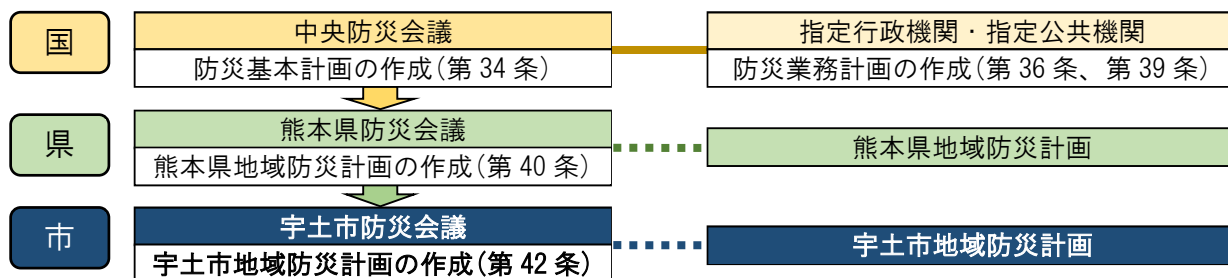 国
中央防災会議
防災基本計画の作成(第 34 条)
指定行政機関・指定公共機関
防災業務計画の作成(第 36 条、第 39 条)
県
熊本県防災会議
熊本県地域防災計画の作成(第 40 条)
熊本県地域防災計画
市
宇土市防災会議
宇土市地域防災計画の作成(第 42 条)
宇土市地域防災計画